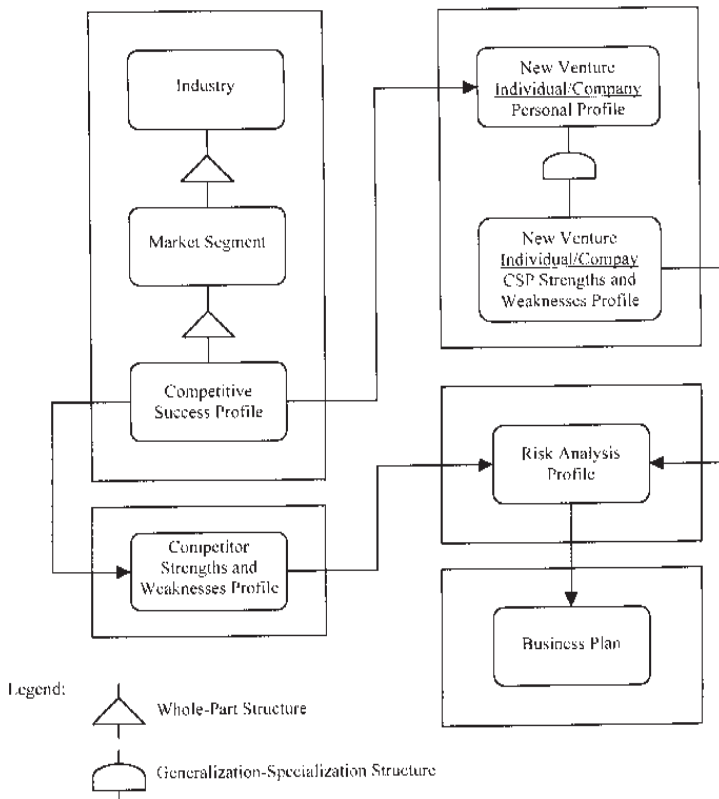 Industry
Market Segment
Competitive
Success Profile
Competitor
Strengths and
Weaknesses Profile
New Venture
Individual/Company
Personal Profile
New Venture
Individual/Compay
CSP Strengths and
Weaknesses Profile
Risk Analysis
Profile
Business Plan
Legend:
Whole-Part Structure
Generalization-Specialization Structure